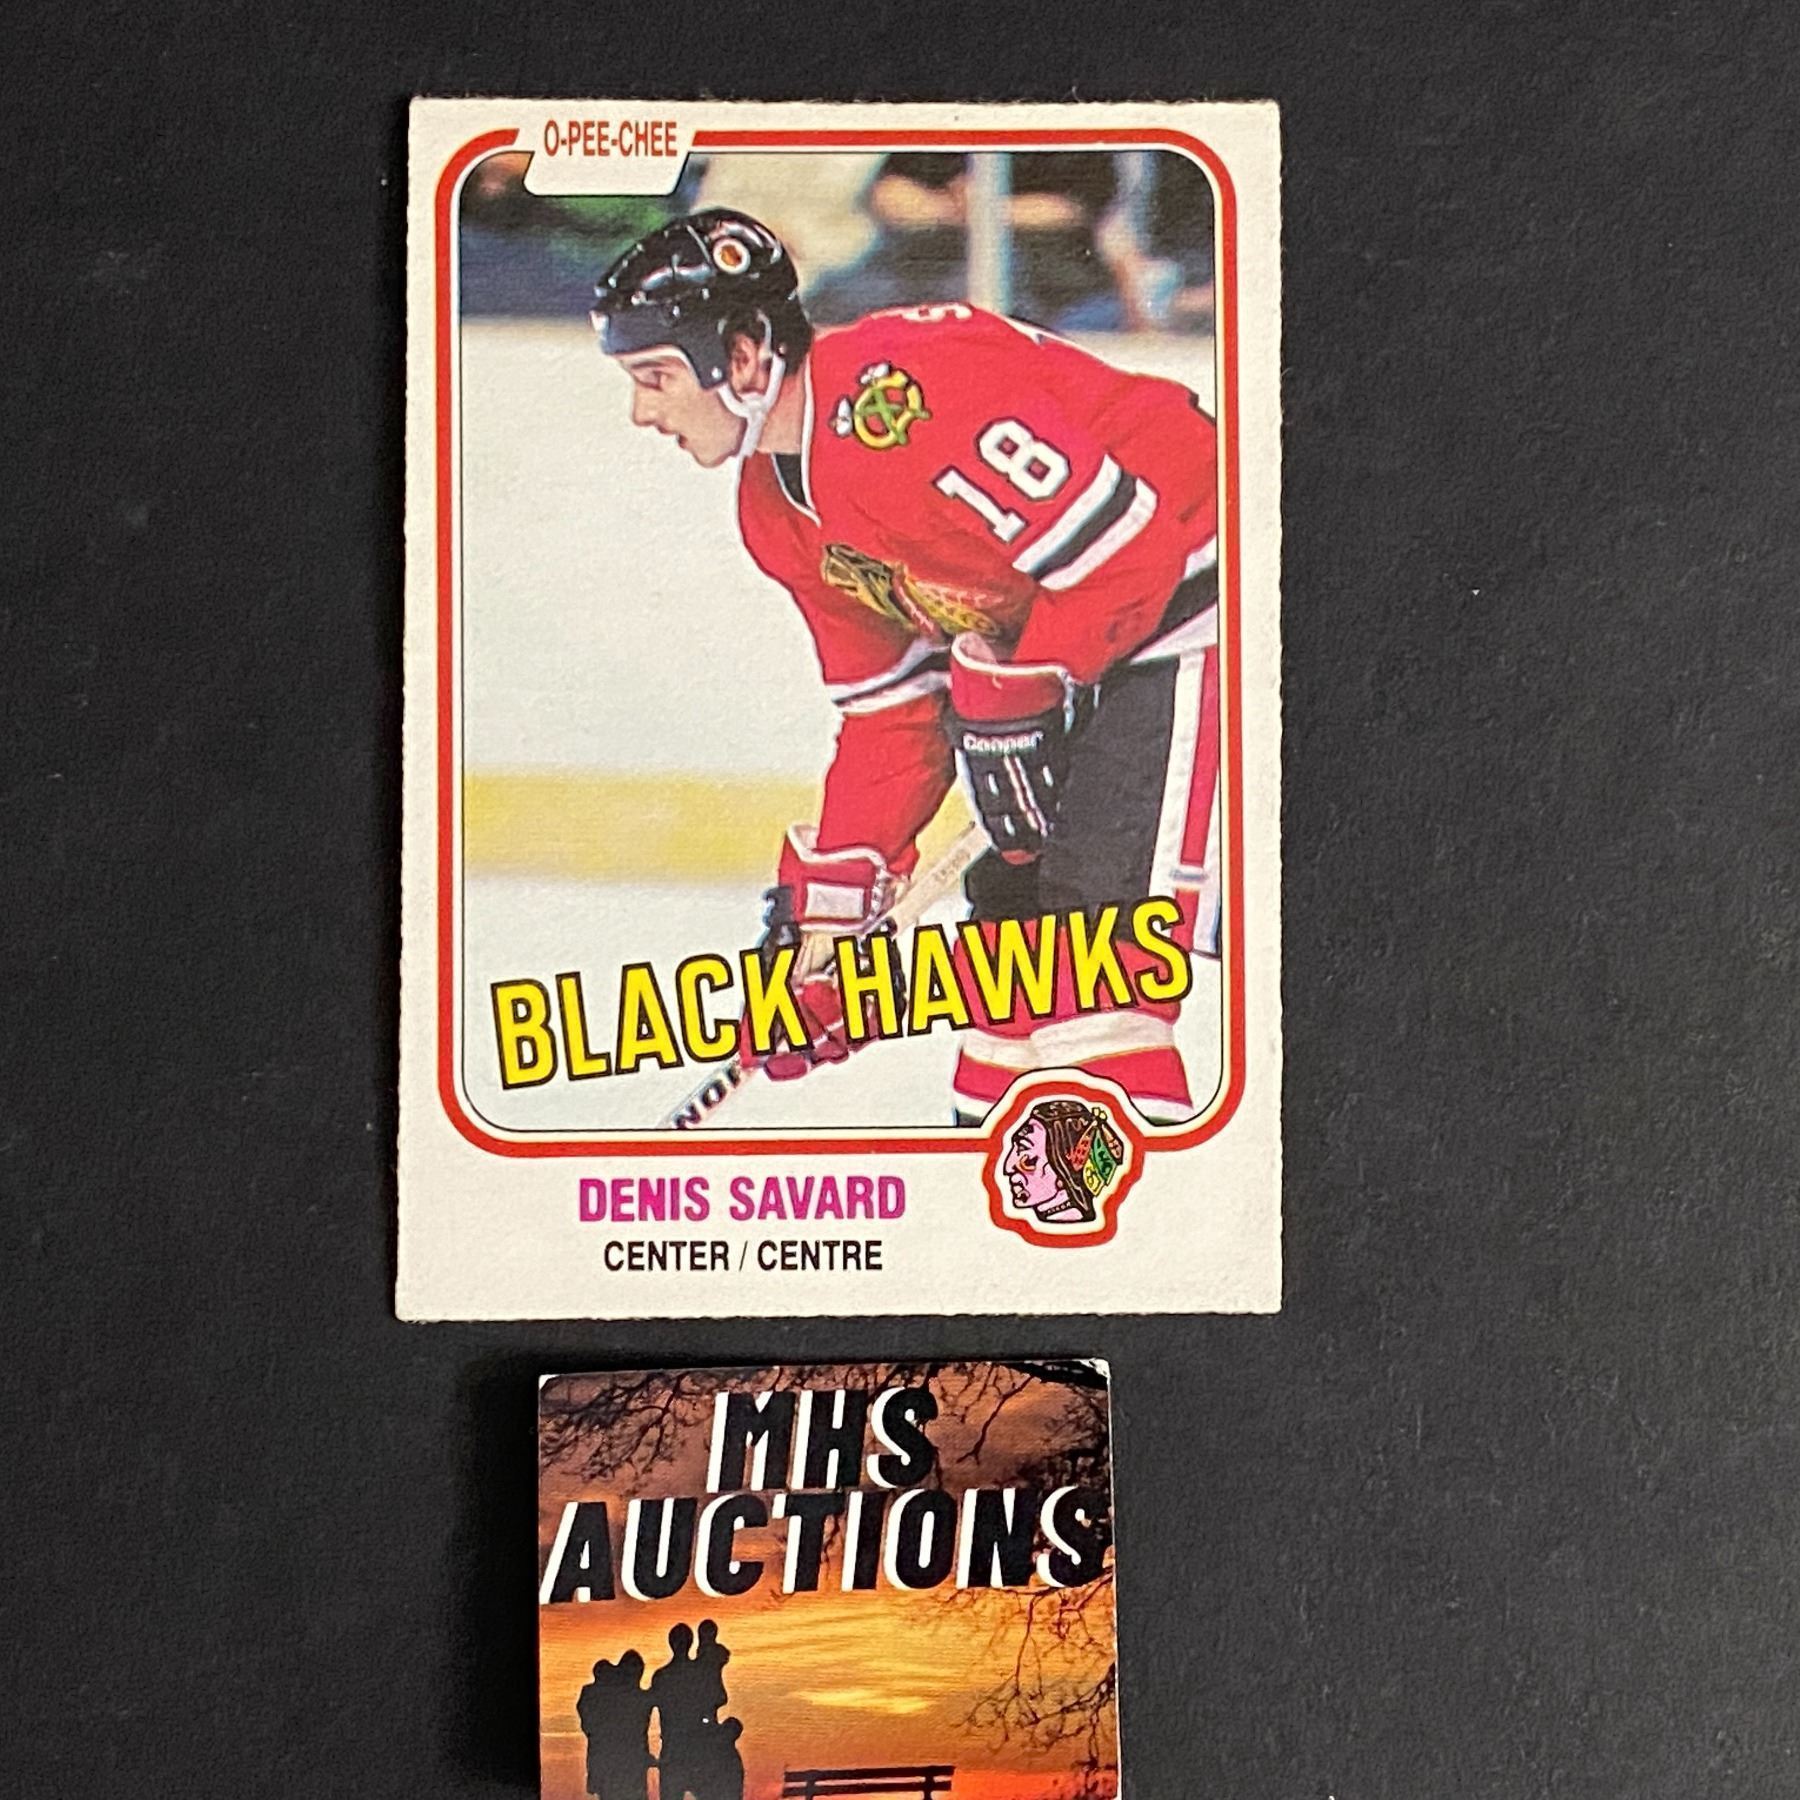 O-PEE-CHEE
18
BLACK HAWKS
DENIS SAVARD
CENTER / CENTRE
MHS
AUCTIONS